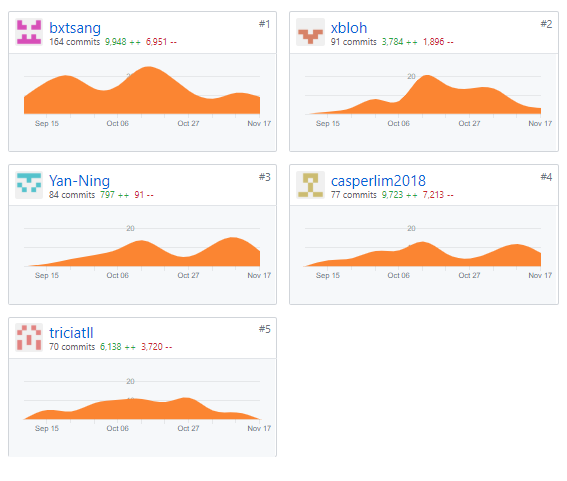 bxtsang #1
164 commits 9,948 ++ 6,951 --
20
Sep 15 Oct 06 Oct 27 Nov 17
xbloh #2
91 commits 3,784 ++ 1,896 --
20
Sep 15 Oct 06 Oct 27 Nov 17
Yan-Ning #3
84 commits 797 ++ 91 --
20
Sep 15 Oct 06 Oct 27 Nov 17
casperlim2018 #4
77 commits 9,723 ++ 7,213 --
20
Sep 15 Oct 06 Oct 27 Nov 17
triciatll #5
70 commits 6,138 ++ 3,720 --
20
Sep 15 Oct 06 Oct 27 Nov 17